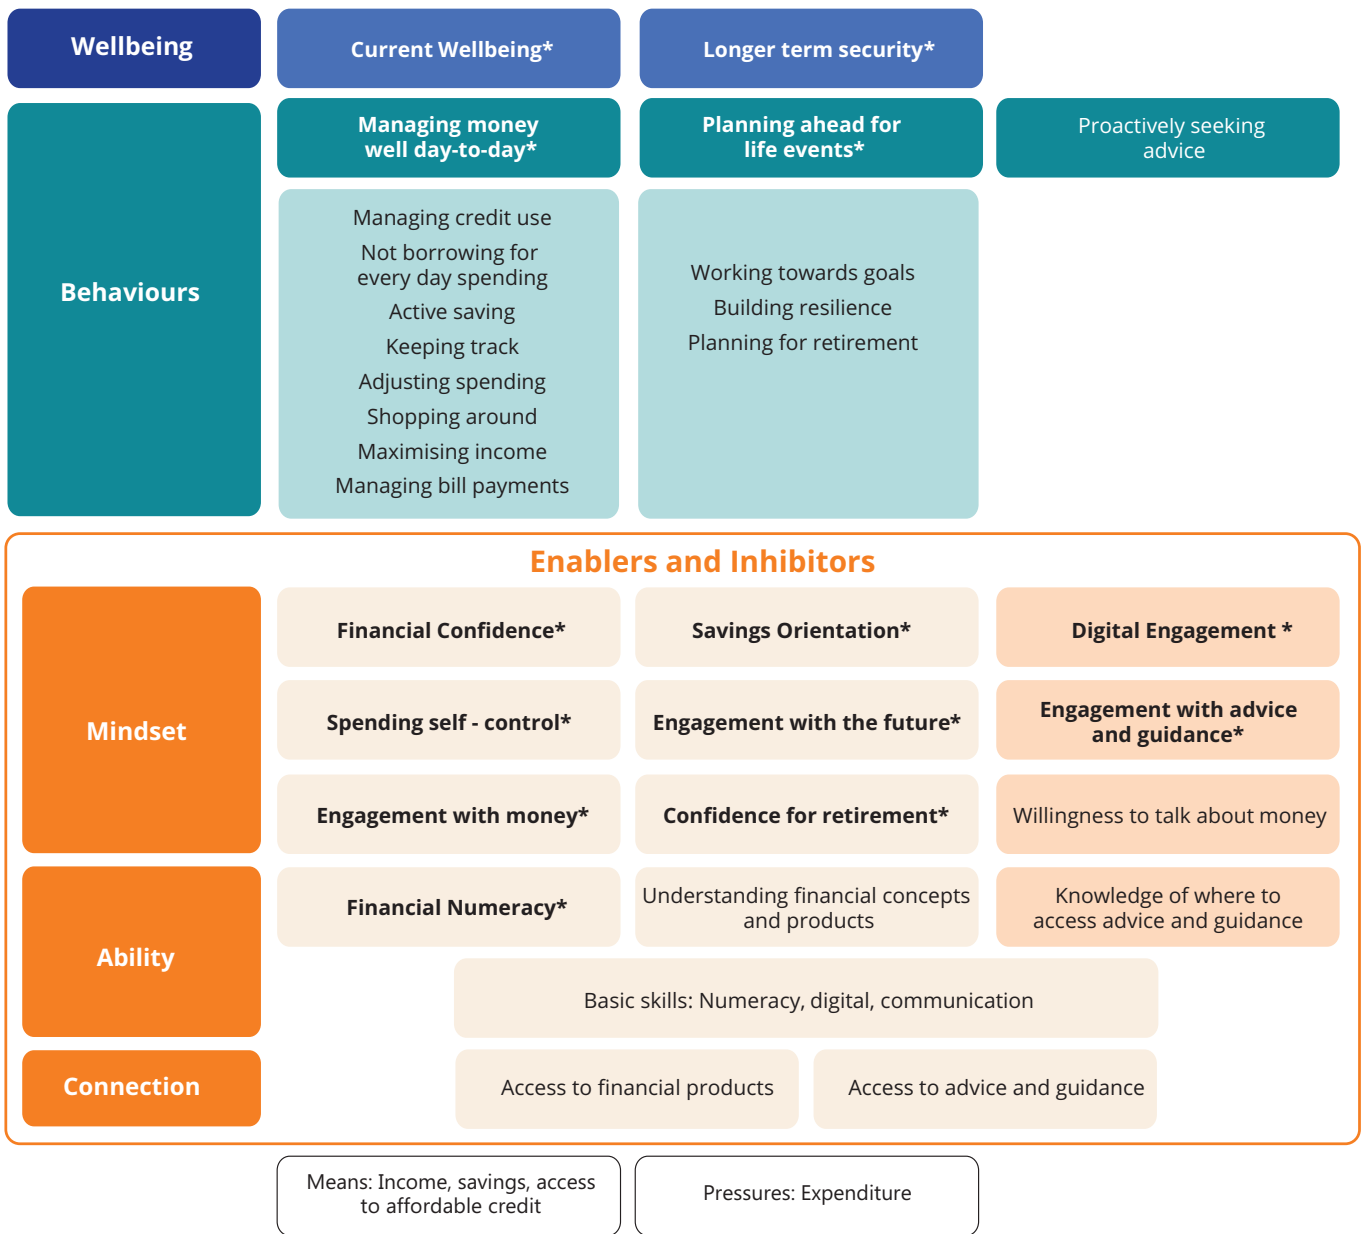 Wellbeing
Current Wellbeing*
Longer term security*
Behaviours
Managing money
well day-to-day*
Planning ahead for
life events*
Proactively seeking
advice
Managing credit use
Not borrowing for
every day spending
Active saving
Keeping track
Adjusting spending
Shopping around
Maximising income
Managing bill payments
Working towards goals
Building resilience
Planning for retirement
Enablers and Inhibitors
Mindset
Financial Confidence*
Savings Orientation*
Digital Engagement *
Spending self - control*
Engagement with the future*
Engagement with advice
and guidance*
Engagement with money*
Confidence for retirement*
Willingness to talk about money
Ability
Financial Numeracy*
Understanding financial concepts
and products
Knowledge of where to
access advice and guidance
Basic skills: Numeracy, digital, communication
Connection
Access to financial products
Access to advice and guidance
Means: Income, savings, access
to affordable credit
Pressures: Expenditure